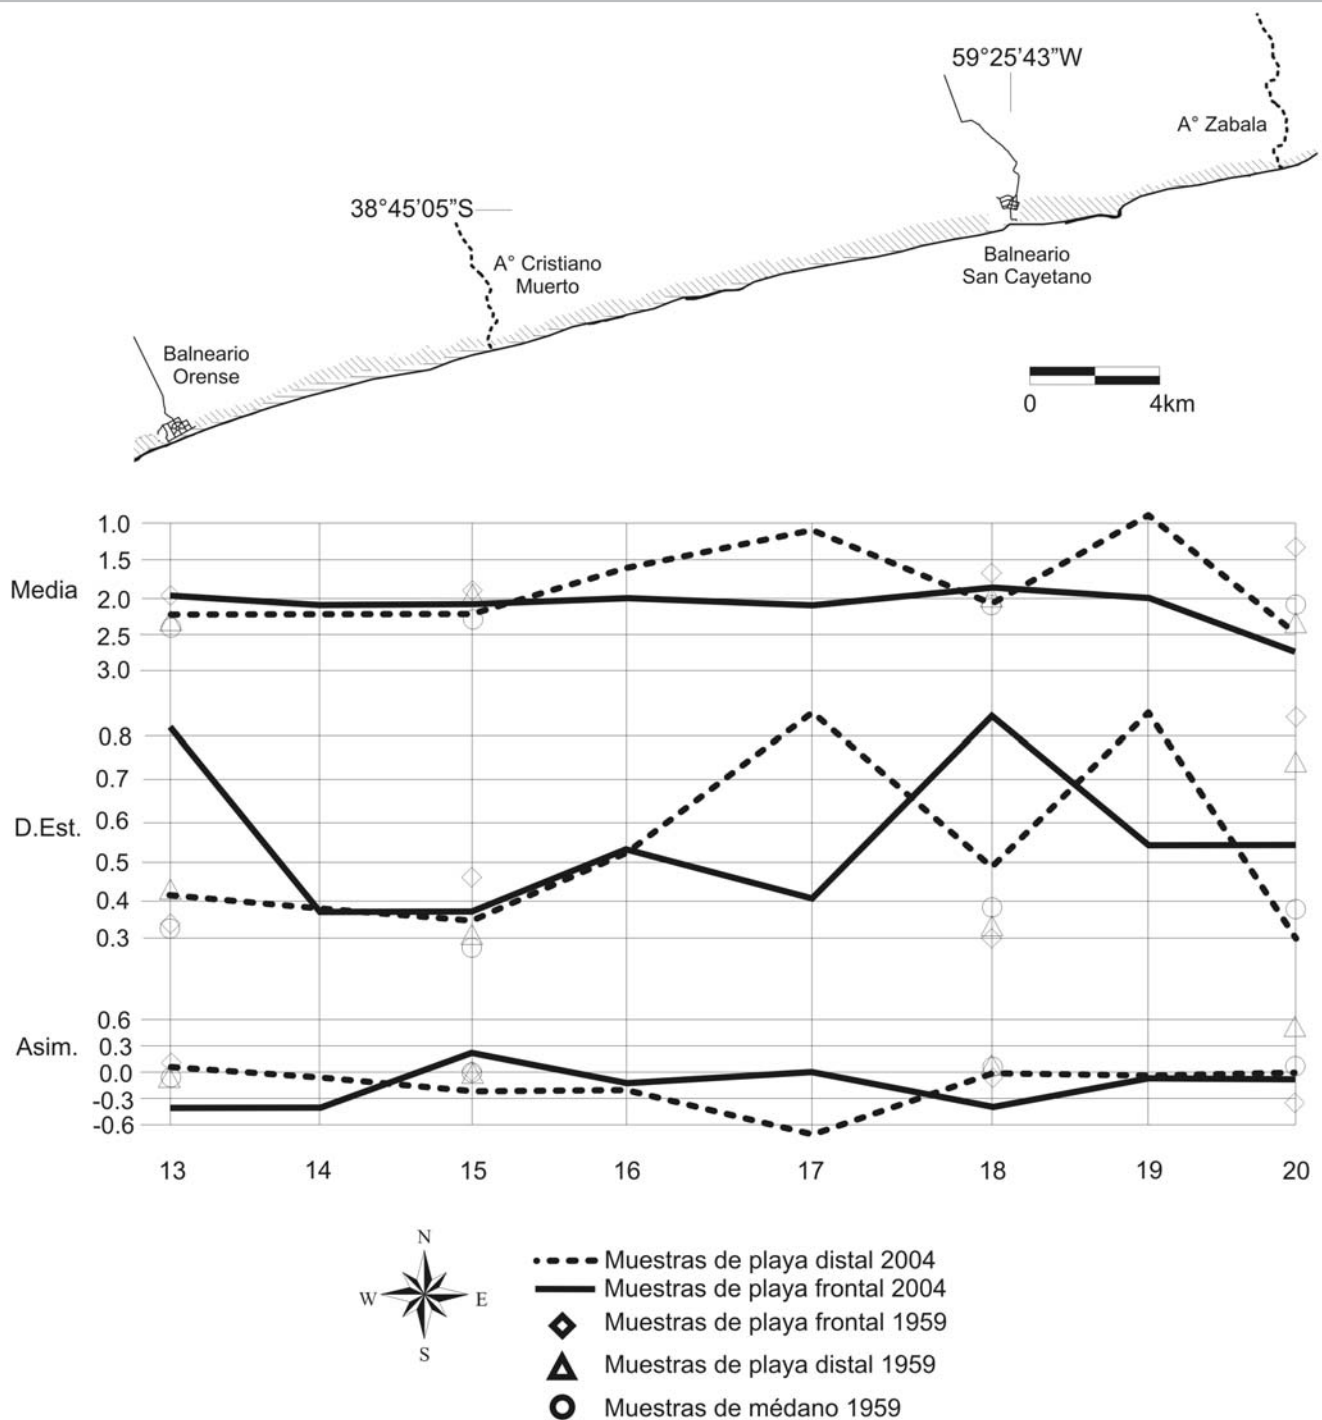 59°25'43"W
A° Zabala
38°45'05"S
A° Cristiano
Muerto
Balneario
San Cayetano
Balneario
Orense
0 4km
1.0
1.5
Media
2.0
2.5
3.0
0.8
0.7
0.6
D.Est.
0.5
0.4
0.3
0.6
Asim.
0.3
0.0
-0.3
-0.6
13 14 15 16 17 18 19 20
N
W E
S
Muestras de playa distal 2004
Muestras de playa frontal 2004
Muestras de playa frontal 1959
Muestras de playa distal 1959
Muestras de médano 1959